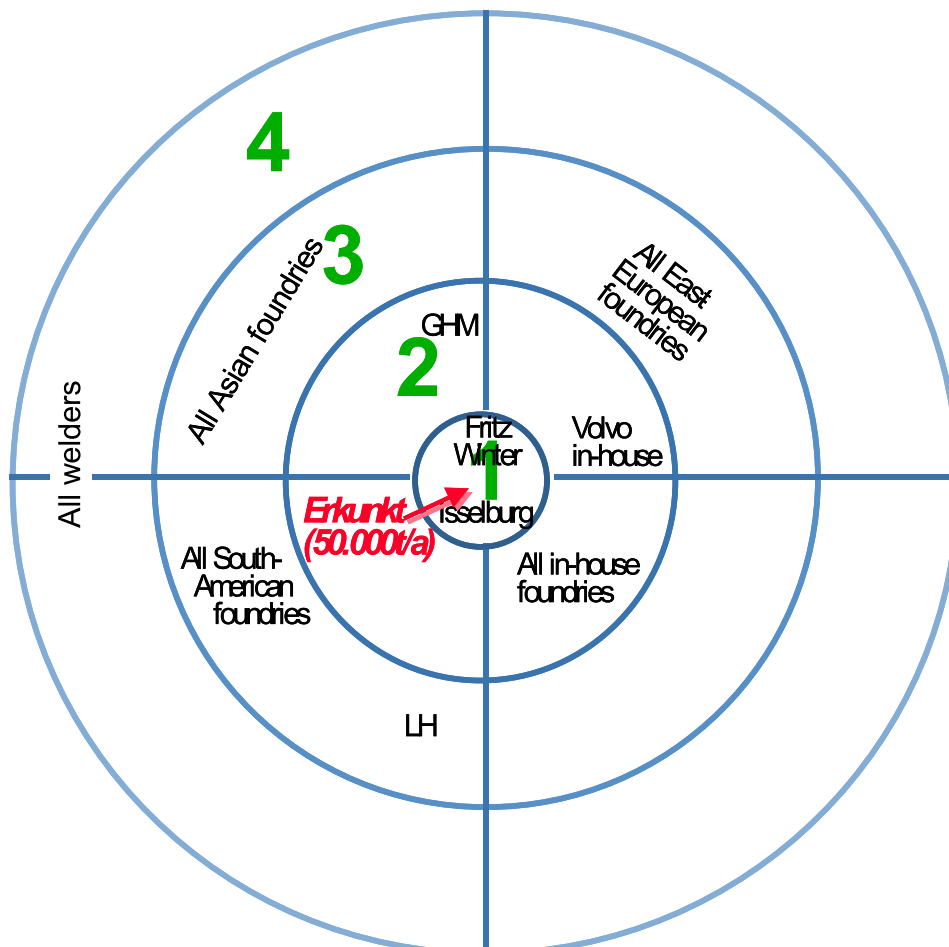 4
3
All Asian foundries
All East
European
foundries
GHM
2
Fritz
Winter
1
Volvo
in-house
All welders
Erkunkt
(50.000t/a)
Isselburg
All South-
American
foundries
All in-house
foundries
LH